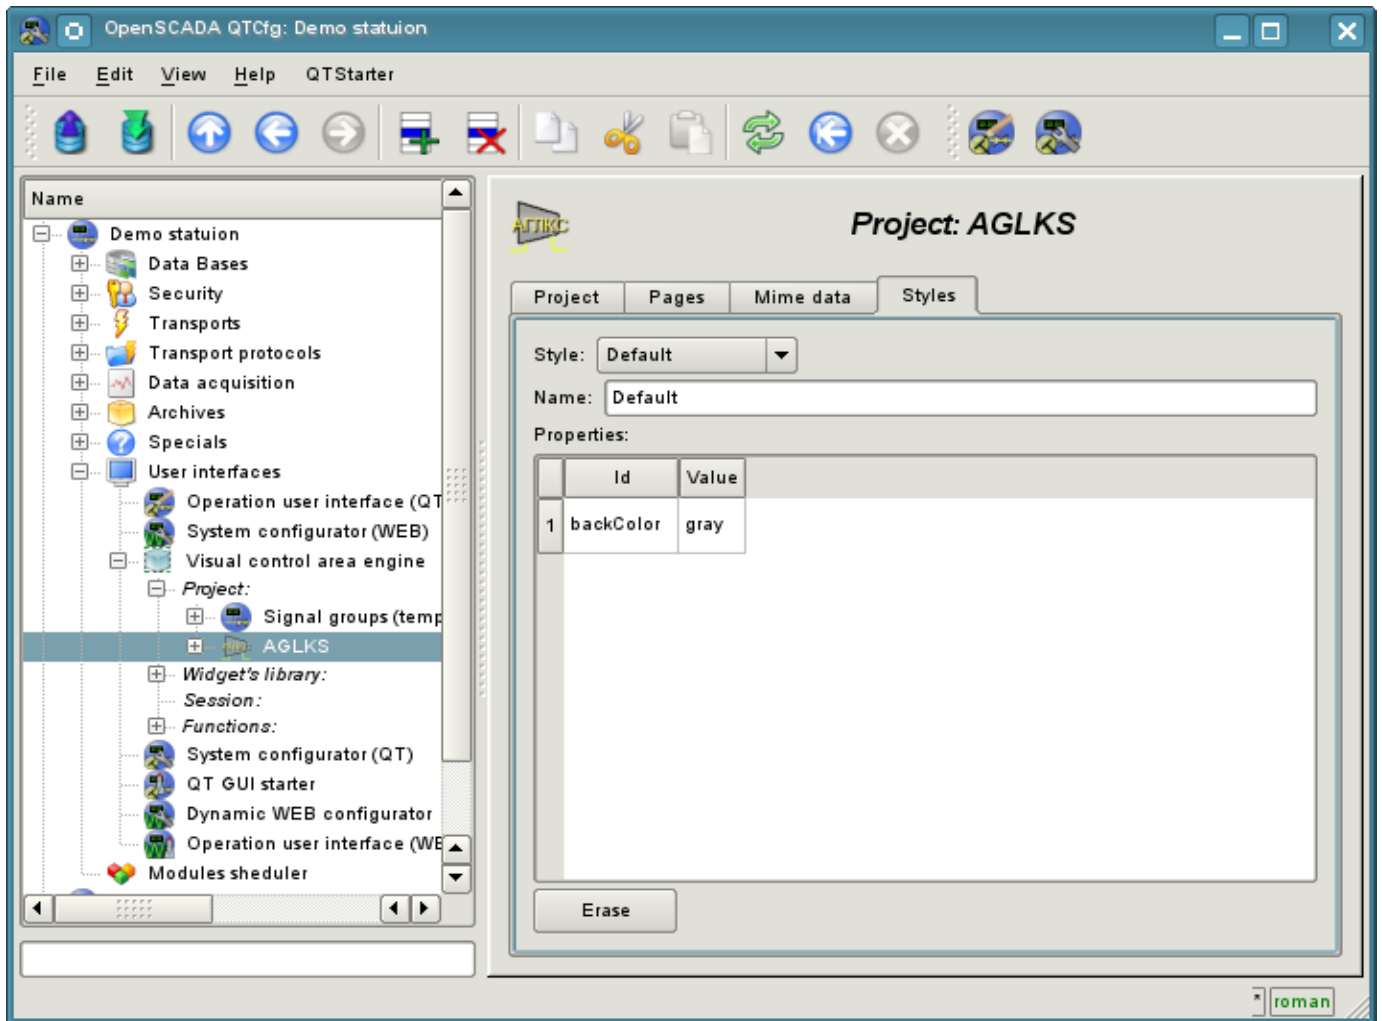 OpenSCADA QTCfg: Demo statuion
File Edit View Help QTStarter
Name
Demo statuion
Data Bases
Security
Transports
Transport protocols
Data acquisition
Archives
Specials
User interfaces
Operation user interface (QT
System configurator (WEB)
Visual control area engine
Project:
Signal groups (temp
AGLKS
Widget's library:
Session:
Functions:
System configurator (QT)
QT GUI starter
Dynamic WEB configurator
Operation user interface (WE
Modules sheduler
АГЛКС
Project: AGLKS
Project Pages Mime data Styles
Style: Default
Name: Default
Properties:
Id Value
1 backColor gray
Erase
* roman